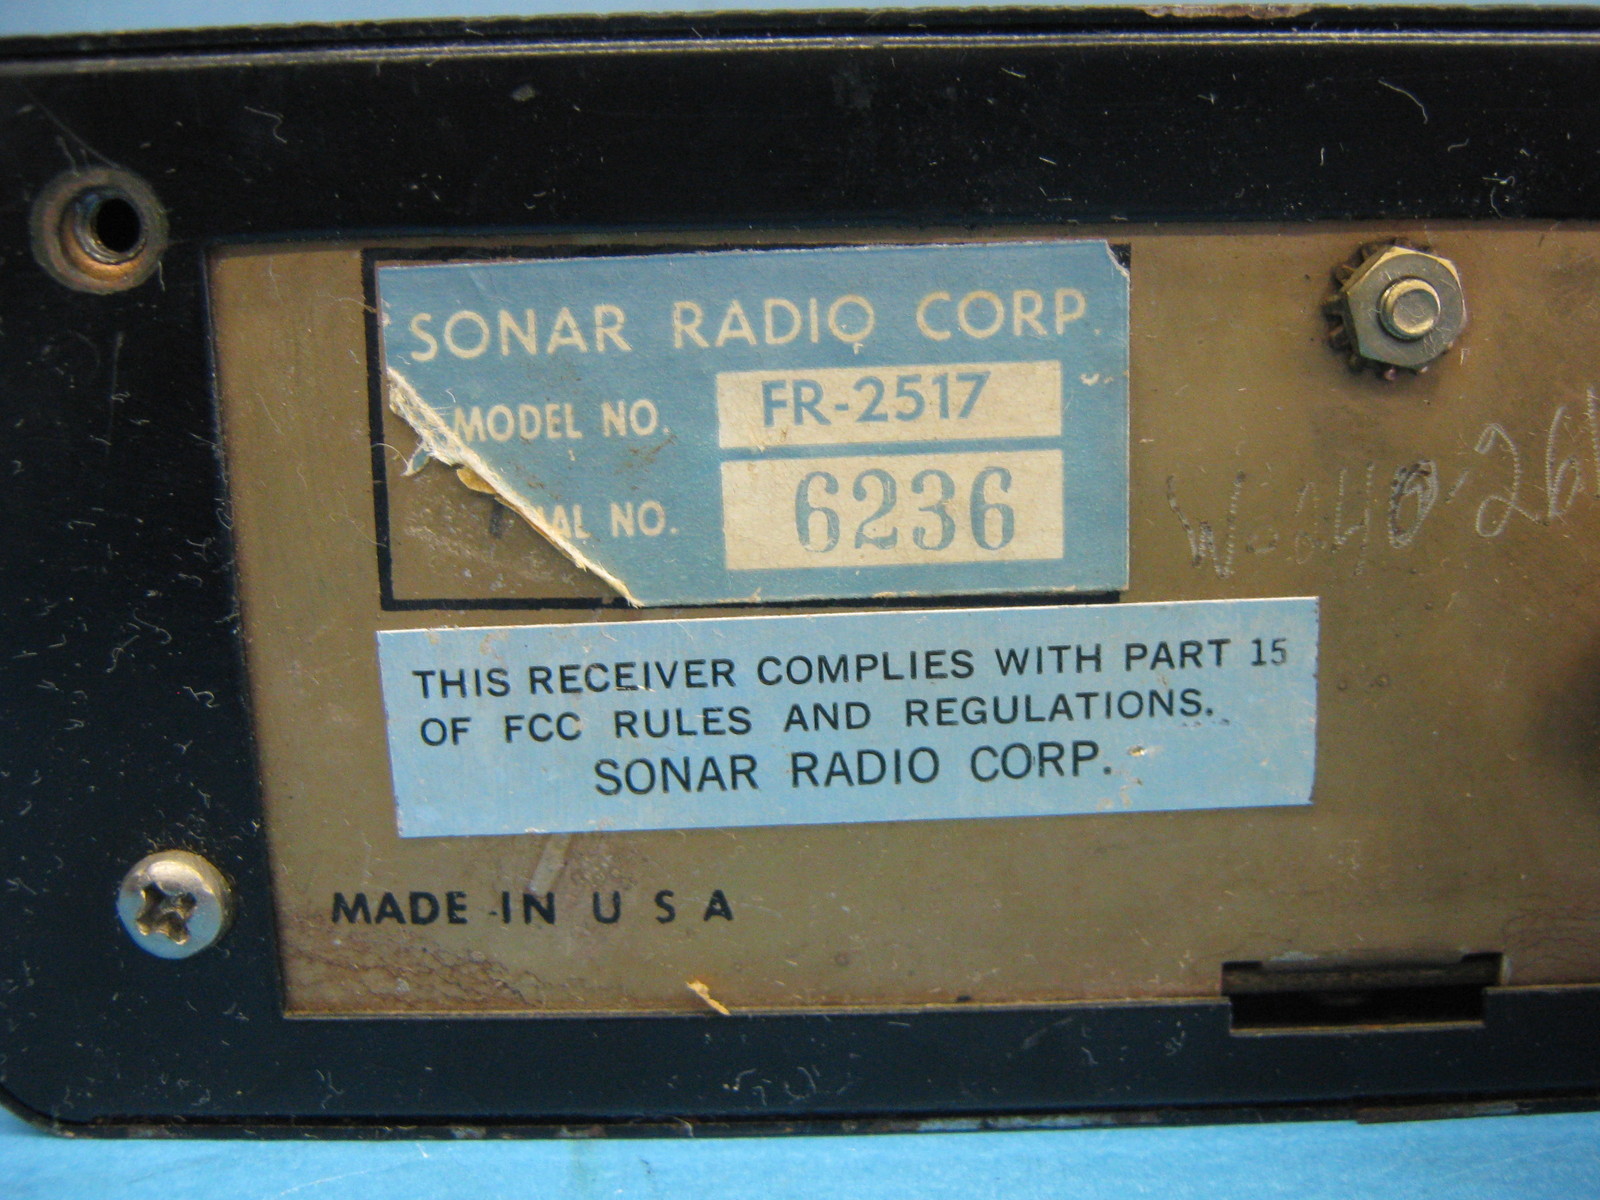 SONAR RADIO CORP.
MODEL NO. FR-2517
NO. 6236
THIS RECEIVER COMPLIES WITH PART 15
OF FCC RULES AND REGULATIONS.
SONAR RADIO CORP.
MADE IN U S A